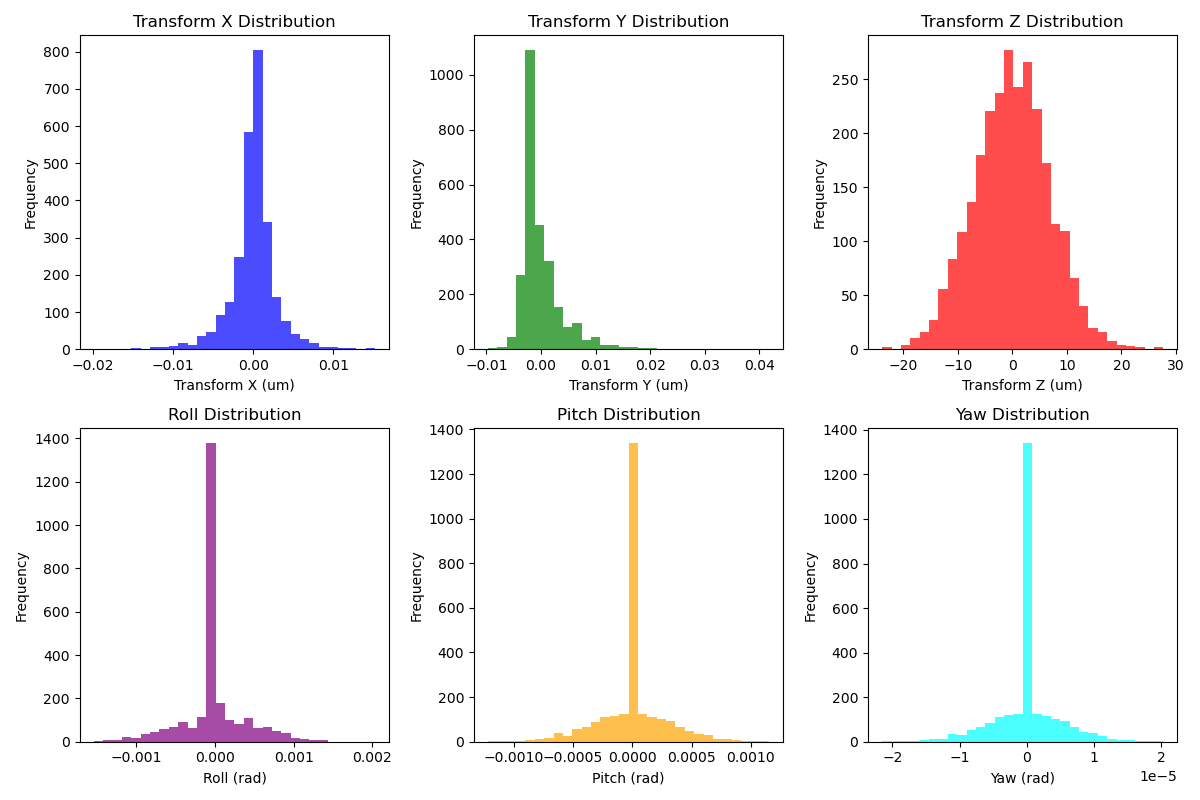 Transform X Distribution
800
700
600
500
400
300
200
100
0
−0.02 −0.01 0.00 0.01
Frequency
Transform X (um)
Transform Y Distribution
1000
800
600
400
200
0
−0.01 0.00 0.01 0.02 0.03 0.04
Frequency
Transform Y (um)
Transform Z Distribution
250
200
150
100
50
0
−20 −10 0 10 20 30
Frequency
Transform Z (um)
Roll Distribution
1400
1200
1000
800
600
400
200
0
−0.001 0.000 0.001 0.002
Frequency
Roll (rad)
Pitch Distribution
1400
1200
1000
800
600
400
200
0
−0.0010 −0.0005 0.0000 0.0005 0.0010
Frequency
Pitch (rad)
Yaw Distribution
1400
1200
1000
800
600
400
200
0
−2 −1 0 1 2
1e−5
Frequency
Yaw (rad)